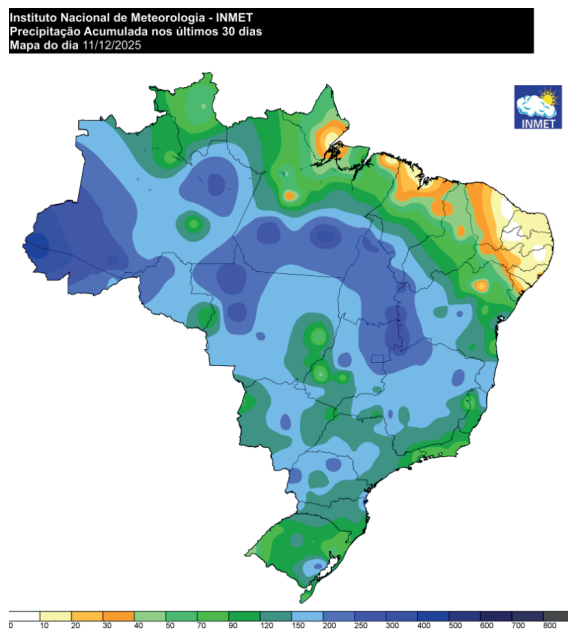 Instituto Nacional de Meteorologia - INMET
Precipitação Acumulada nos últimos 30 dias
Mapa do dia 11/12/2025
INMET
0 10 20 30 40 50 70 90 120 150 200 250 300 400 500 600 700 800